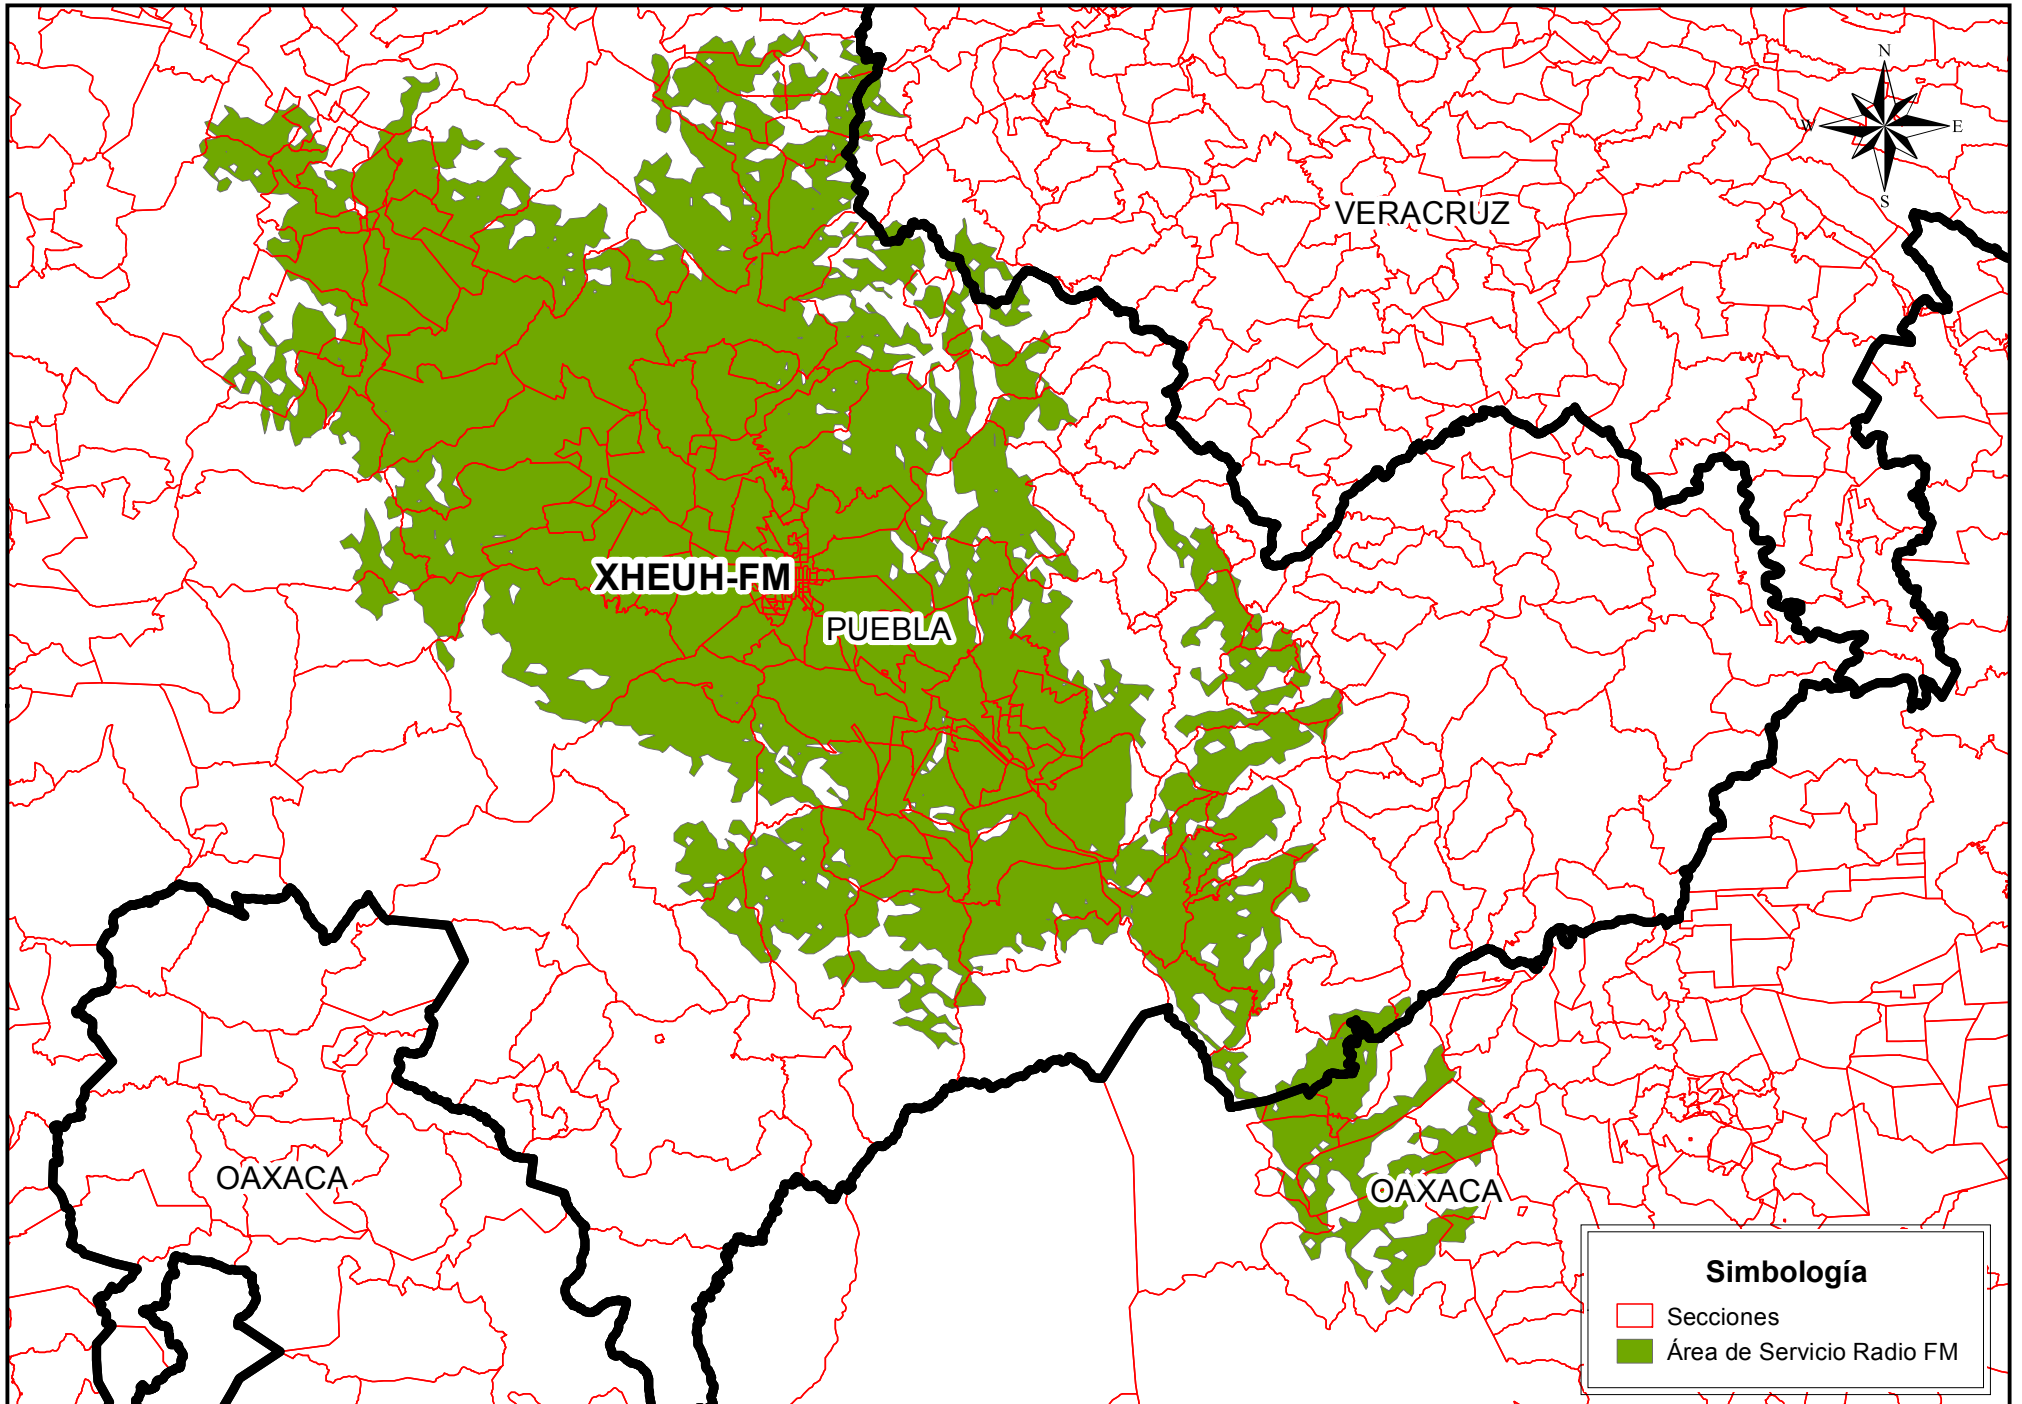 N
W E
S
VERACRUZ
XHEUH-FM
PUEBLA
OAXACA
OAXACA
Simbología
Secciones
Área de Servicio Radio FM